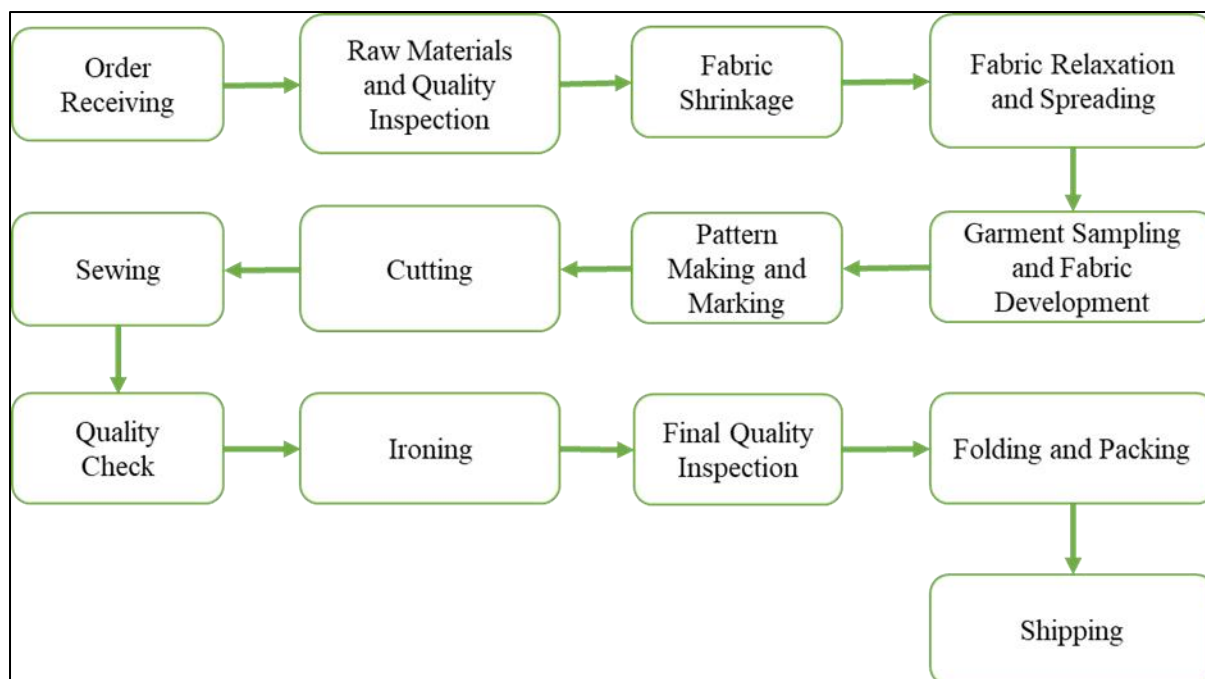 Order
Receiving
Raw Materials
and Quality
Inspection
Fabric
Shrinkage
Fabric Relaxation
and Spreading
Garment Sampling
and Fabric
Development
Pattern
Making and
Marking
Cutting
Sewing
Quality
Check
Ironing
Final Quality
Inspection
Folding and Packing
Shipping